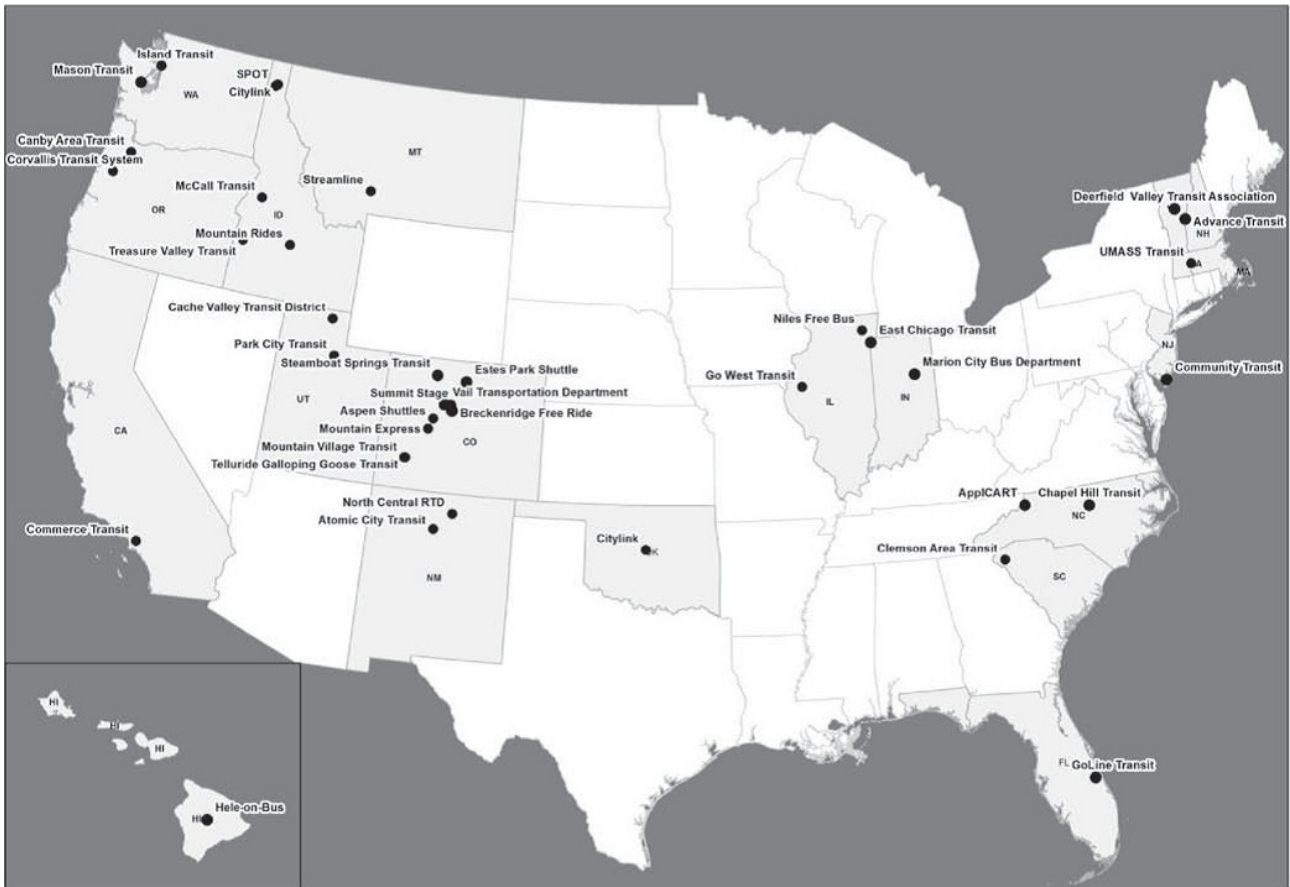 Island Transit
Mason Transit
SPOT
Citylink
WA
Canby Area Transit
Corvallis Transit System
MT
McCall Transit
Streamline
OR
ID
Mountain Rides
Treasure Valley Transit
Deerfield Valley Transit Association
Advance Transit
NH
UMASS Transit
A
MA
Cache Valley Transit District
Park City Transit
Steamboat Springs Transit
Estes Park Shuttle
Summit Stage
Vail Transportation Department
Aspen Shuttles
Breckenridge Free Ride
Mountain Express
Mountain Village Transit
Telluride Galloping Goose Transit
UT
CO
CA
Niles Free Bus
East Chicago Transit
Marion City Bus Department
Go West Transit
IL
IN
NJ
Community Transit
North Central RTD
Atomic City Transit
NM
Commerce Transit
Citylink
OK
ApplCART
Chapel Hill Transit
NC
Clemson Area Transit
SC
FL
GoLine Transit
HI
HI
HI
Hele-on-Bus
HI